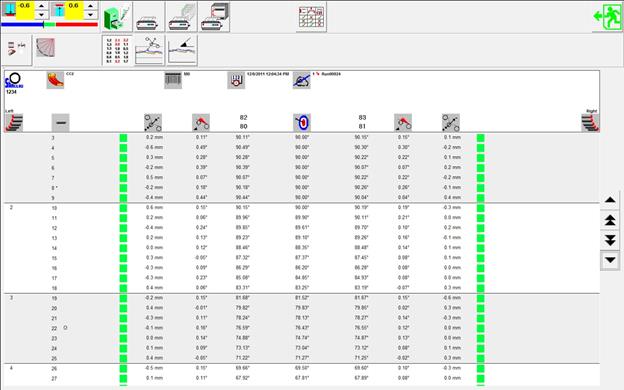 -0.6 0.6
CC2 M0 12/8/2011 12:04:34 PM 1 Run00024
1234
Left Right
82 83
80 81
3 0.2 mm 0.11° 90.11° 90.00° 90.15° 0.15° 0.1 mm
4 -0.6 mm 0.49° 90.49° 90.00° 90.30° 0.30° -0.2 mm
5 0.3 mm 0.28° 90.28° 90.00° 90.22° 0.22° 0.1 mm
6 -0.2 mm 0.39° 90.39° 90.00° 90.07° 0.07° 0.2 mm
7 0.5 mm 0.07° 90.07° 90.00° 90.22° 0.22° -0.2 mm
8 * -0.2 mm 0.18° 90.18° 90.00° 90.26° 0.26° -0.1 mm
9 -0.4 mm 0.44° 90.44° 90.00° 90.04° 0.04° 0.4 mm
2 10 0.6 mm 0.15° 90.15° 90.00° 90.19° 0.19° -0.3 mm
11 0.2 mm 0.06° 89.96° 89.90° 90.11° 0.21° 0.0 mm
12 -0.4 mm 0.24° 89.85° 89.61° 89.70° 0.10° 0.2 mm
13 0.2 mm 0.13° 89.23° 89.10° 89.26° 0.16° -0.1 mm
14 0.0 mm 0.12° 88.46° 88.35° 88.48° 0.14° 0.1 mm
15 -0.3 mm -0.05° 87.32° 87.37° 87.45° 0.08° 0.0 mm
16 -0.3 mm 0.09° 86.29° 86.20° 86.28° 0.08° 0.0 mm
17 -0.3 mm 0.23° 85.08° 84.85° 84.93° 0.08° 0.0 mm
18 0.4 mm 0.06° 83.31° 83.25° 83.19° -0.07° 0.3 mm
3 19 -0.2 mm 0.15° 81.68° 81.52° 81.67° 0.15° -0.6 mm
20 0.4 mm -0.01° 79.82° 79.83° 79.85° 0.02° 0.3 mm
21 -0.3 mm 0.11° 78.24° 78.13° 78.27° 0.14° -0.3 mm
22 -0.1 mm 0.16° 76.59° 76.43° 76.55° 0.12° 0.0 mm
23 0.0 mm 0.14° 74.88° 74.74° 74.87° 0.13° 0.0 mm
24 0.1 mm 0.09° 73.13° 73.04° 73.12° 0.08° 0.1 mm
25 0.4 mm -0.05° 71.22° 71.27° 71.25° -0.02° 0.3 mm
4 26 -0.5 mm 0.15° 69.66° 69.50° 69.60° 0.10° -0.3 mm
27 0.1 mm 0.11° 67.92° 67.81° 67.89° 0.08° 0.0 mm